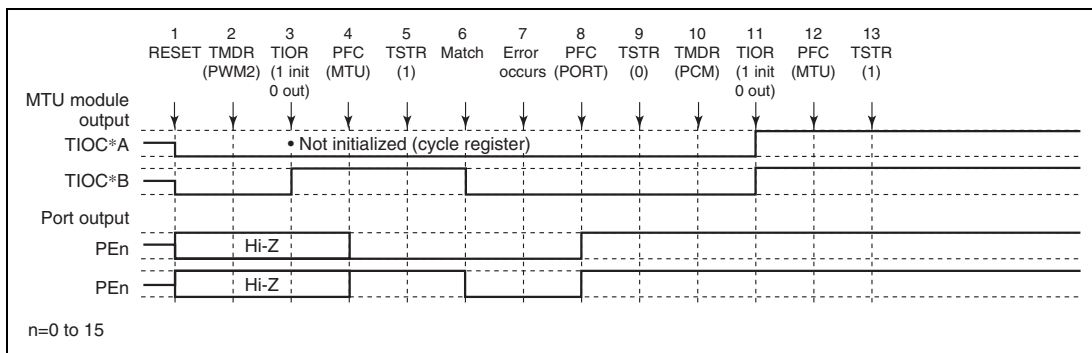 1 2 3 4 5 6 7 8 9 10 11 12 13
RESET TMDR TIOR PFC TSTR Match Error PFC TSTR TMDR TIOR PFC TSTR
(PWM2) (1 init (MTU) (1) occurs (PORT) (0) (PCM) (1 init (MTU) (1)
0 out) 0 out)
MTU module
output
TIOC*A
• Not initialized (cycle register)
TIOC*B
Port output
PEn
Hi-Z
PEn
Hi-Z
n=0 to 15